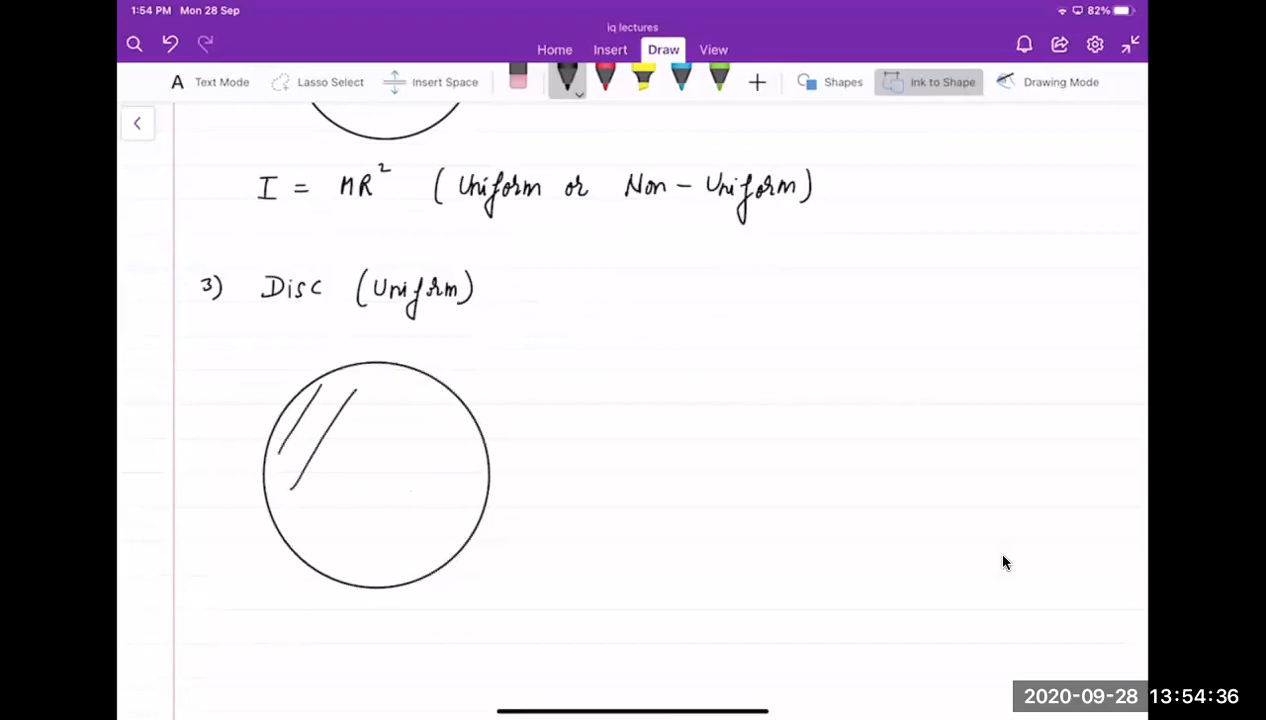 1:54 PM Mon 28 Sep 82%
iq lectures
Home Insert Draw View
Text Mode Lasso Select Insert Space Shapes Ink to Shape Drawing Mode
I = MR² (Uniform or Non - Uniform)
3) Disc (Uniform)
2020-09-28 13:54:36